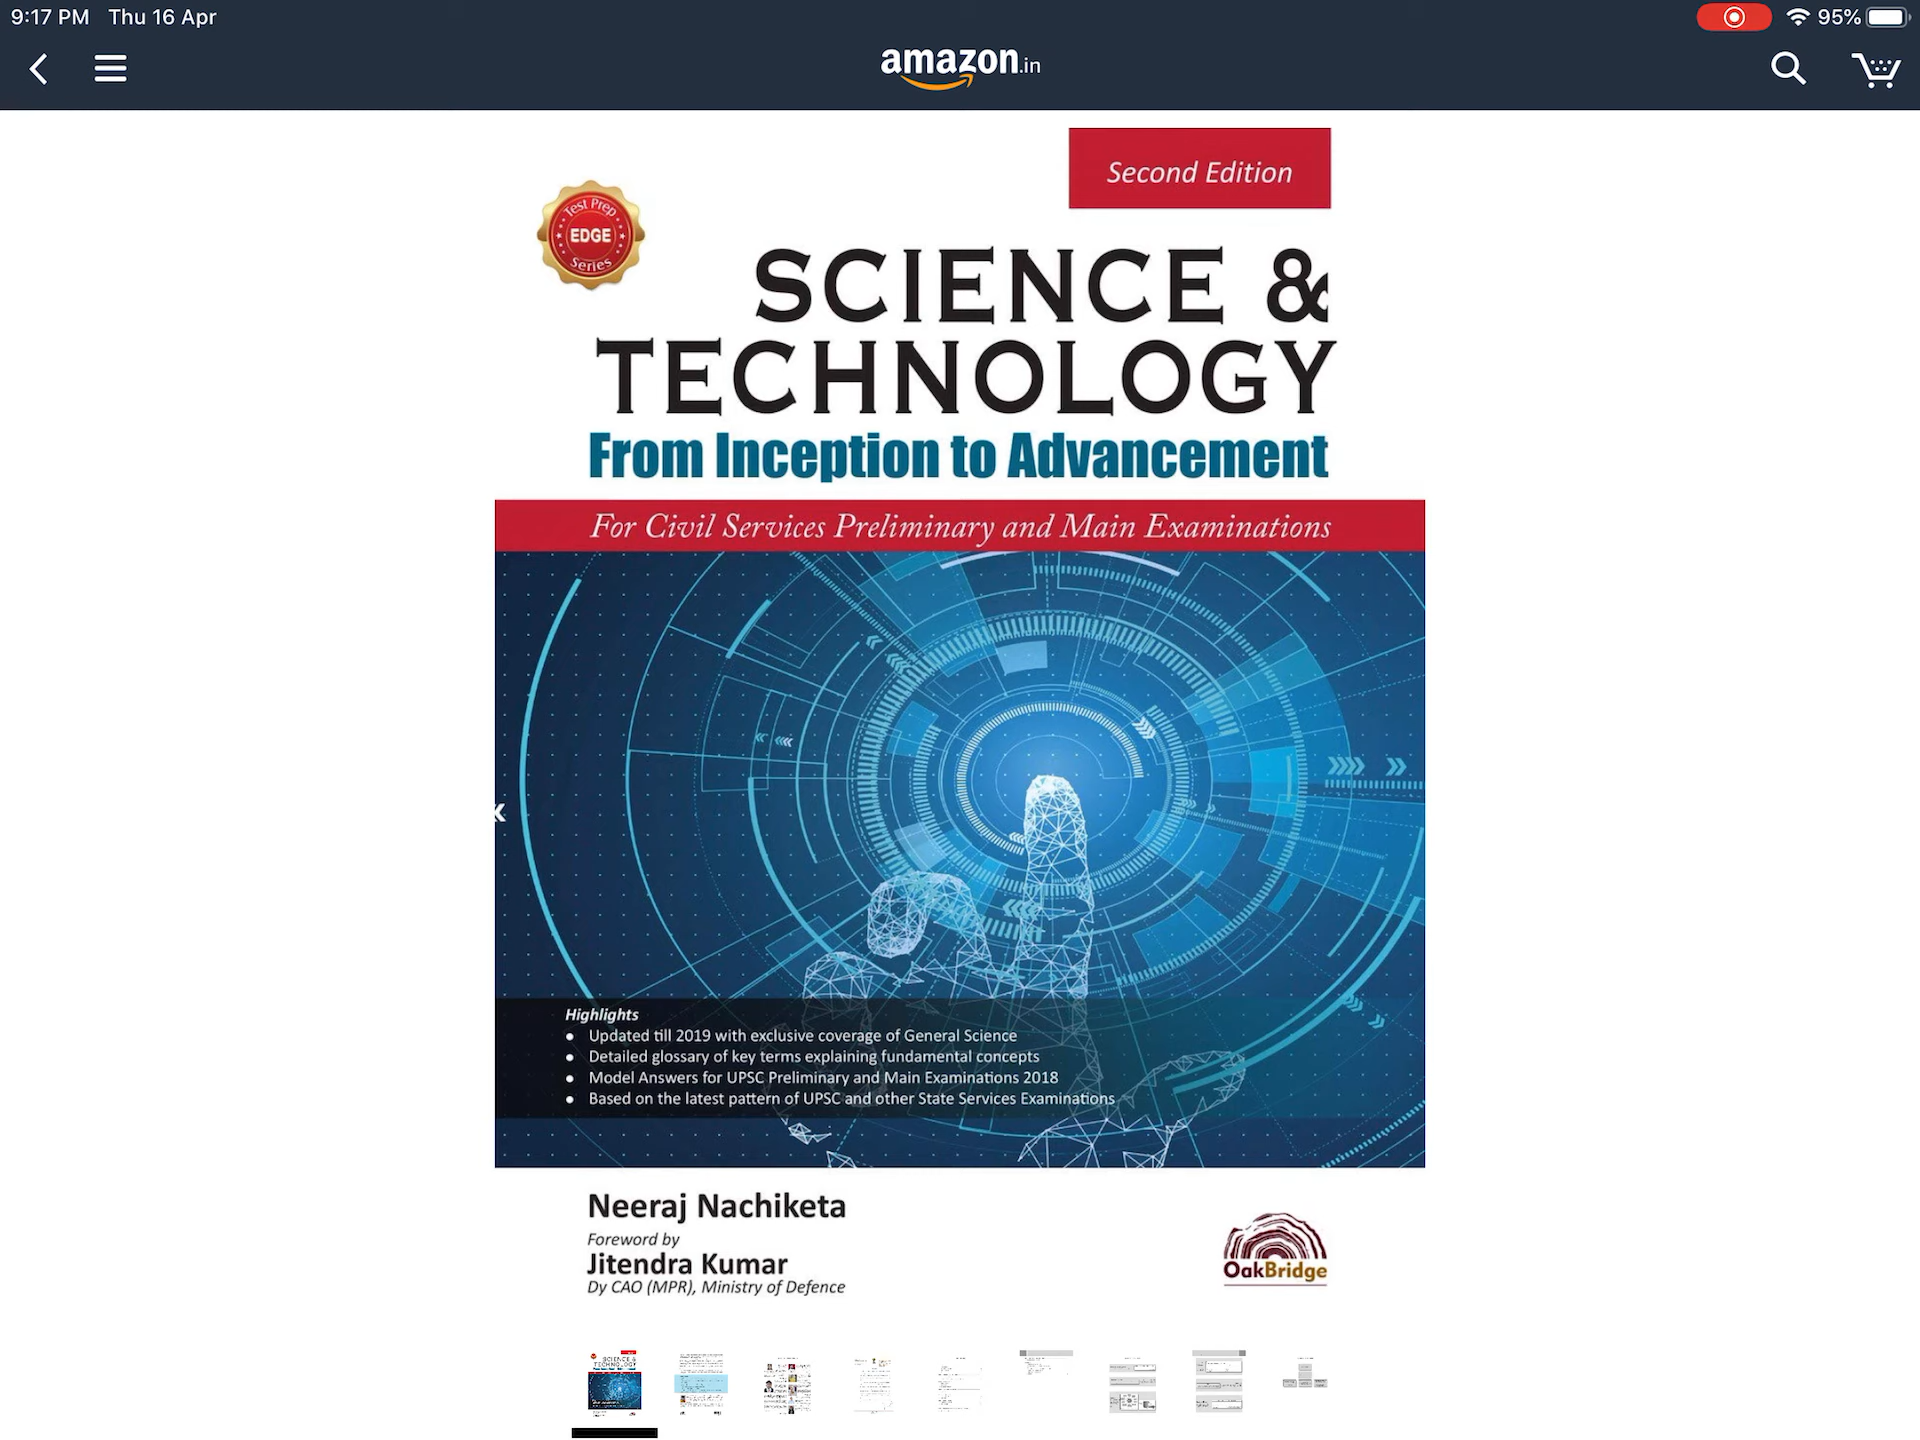 9:17 PM Thu 16 Apr
95%
amazon.in
Second Edition
Test Prep
EDGE
Series
SCIENCE &
TECHNOLOGY
From Inception to Advancement
For Civil Services Preliminary and Main Examinations
Highlights
● Updated till 2019 with exclusive coverage of General Science
● Detailed glossary of key terms explaining fundamental concepts
● Model Answers for UPSC Preliminary and Main Examinations 2018
● Based on the latest pattern of UPSC and other State Services Examinations
Neeraj Nachiketa
Foreword by
Jitendra Kumar
Dy CAO (MPR), Ministry of Defence
OakBridge
SCIENCE &
TECHNOLOGY